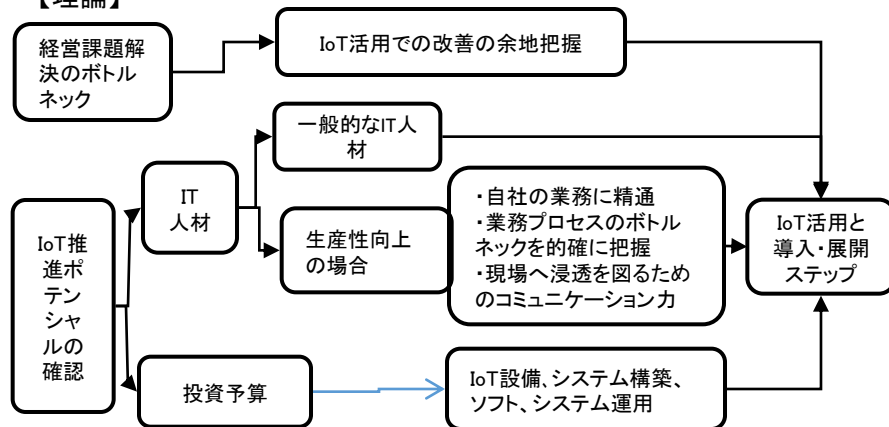 【理論】
経営課題解
決のボトル
ネック
IoT活用での改善の余地把握
一般的なIT人
材
IT
人材
生産性向上
の場合
・自社の業務に精通
・業務プロセスのボトル
ネックを的確に把握
・現場へ浸透を図るため
のコミュニケーション力
IoT活用と
導入・展開
ステップ
IoT推
進ポ
テン
シャ
ルの
確認
投資予算
IoT設備、システム構築、
ソフト、システム運用